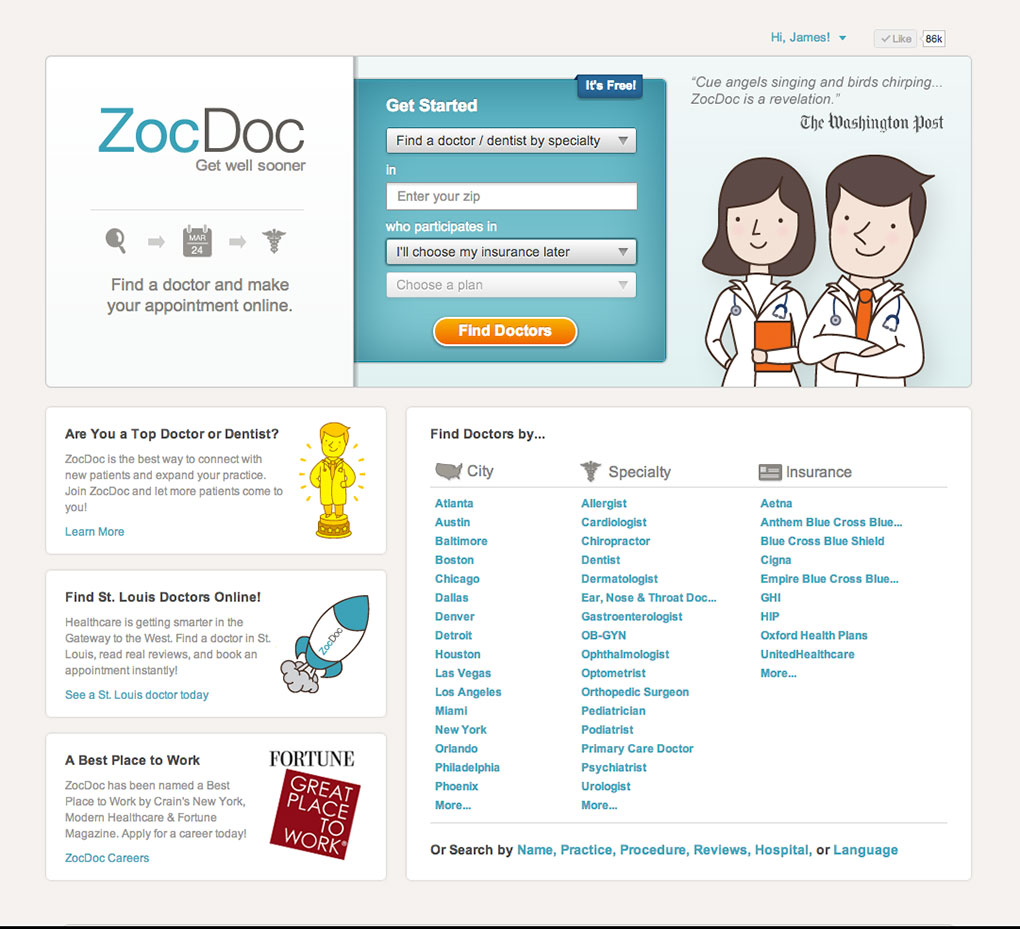 Hi, James!
Like
86k
ZocDoc
Get well sooner
MAR
24
Find a doctor and make
your appointment online.
It's Free!
Get Started
Find a doctor / dentist by specialty
in
Enter your zip
who participates in
I'll choose my insurance later
Choose a plan
Find Doctors
“Cue angels singing and birds chirping...
ZocDoc is a revelation.”
The Washington Post
Are You a Top Doctor or Dentist?
ZocDoc is the best way to connect with
new patients and expand your practice.
Join ZocDoc and let more patients come to
you!
Learn More
Find St. Louis Doctors Online!
Healthcare is getting smarter in the
Gateway to the West. Find a doctor in St.
Louis, read real reviews, and book an
appointment instantly!
See a St. Louis doctor today
ZocDoc
A Best Place to Work
ZocDoc has been named a Best
Place to Work by Crain's New York,
Modern Healthcare & Fortune
Magazine. Apply for a career today!
ZocDoc Careers
FORTUNE
GREAT
PLACE
TO
WORK®
Find Doctors by...
City
Atlanta
Austin
Baltimore
Boston
Chicago
Dallas
Denver
Detroit
Houston
Las Vegas
Los Angeles
Miami
New York
Orlando
Philadelphia
Phoenix
More...
Specialty
Allergist
Cardiologist
Chiropractor
Dentist
Dermatologist
Ear, Nose & Throat Doc...
Gastroenterologist
OB-GYN
Ophthalmologist
Optometrist
Orthopedic Surgeon
Pediatrician
Podiatrist
Primary Care Doctor
Psychiatrist
Urologist
More...
Insurance
Aetna
Anthem Blue Cross Blue...
Blue Cross Blue Shield
Cigna
Empire Blue Cross Blue...
GHI
HIP
Oxford Health Plans
UnitedHealthcare
More...
Or Search by Name, Practice, Procedure, Reviews, Hospital, or Language